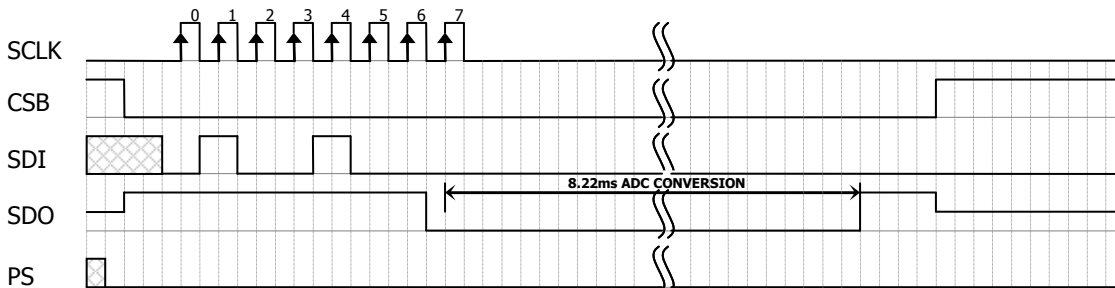 0 1 2 3 4 5 6 7
SCLK
CSB
SDI
8.22ms ADC CONVERSION
SDO
PS